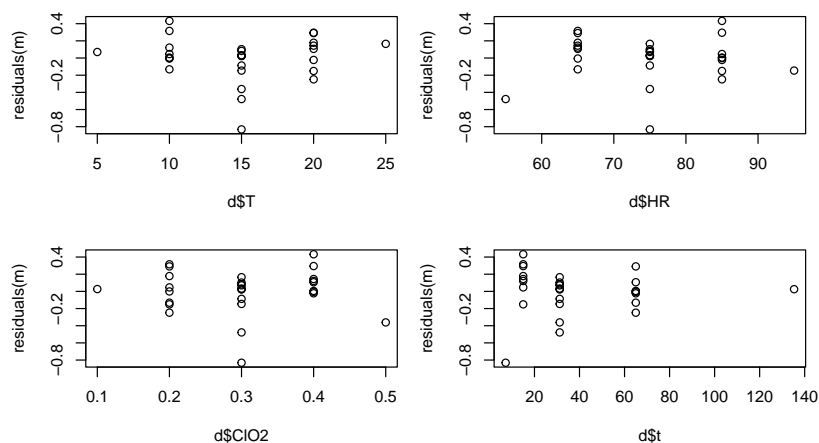 residuals(m)
-0.8 -0.2 0.4
5 10 15 20 25
d$T
residuals(m)
-0.8 -0.2 0.4
60 70 80 90
d$HR
residuals(m)
-0.8 -0.2 0.4
0.1 0.2 0.3 0.4 0.5
d$ClO2
residuals(m)
-0.8 -0.2 0.4
20 40 60 80 100 120 140
d$t